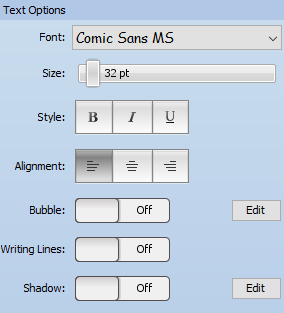 Text Options
Font: Comic Sans MS
Size: 32 pt
Style: B I U
Alignment:
Bubble: Off Edit
Writing Lines: Off
Shadow: Off Edit